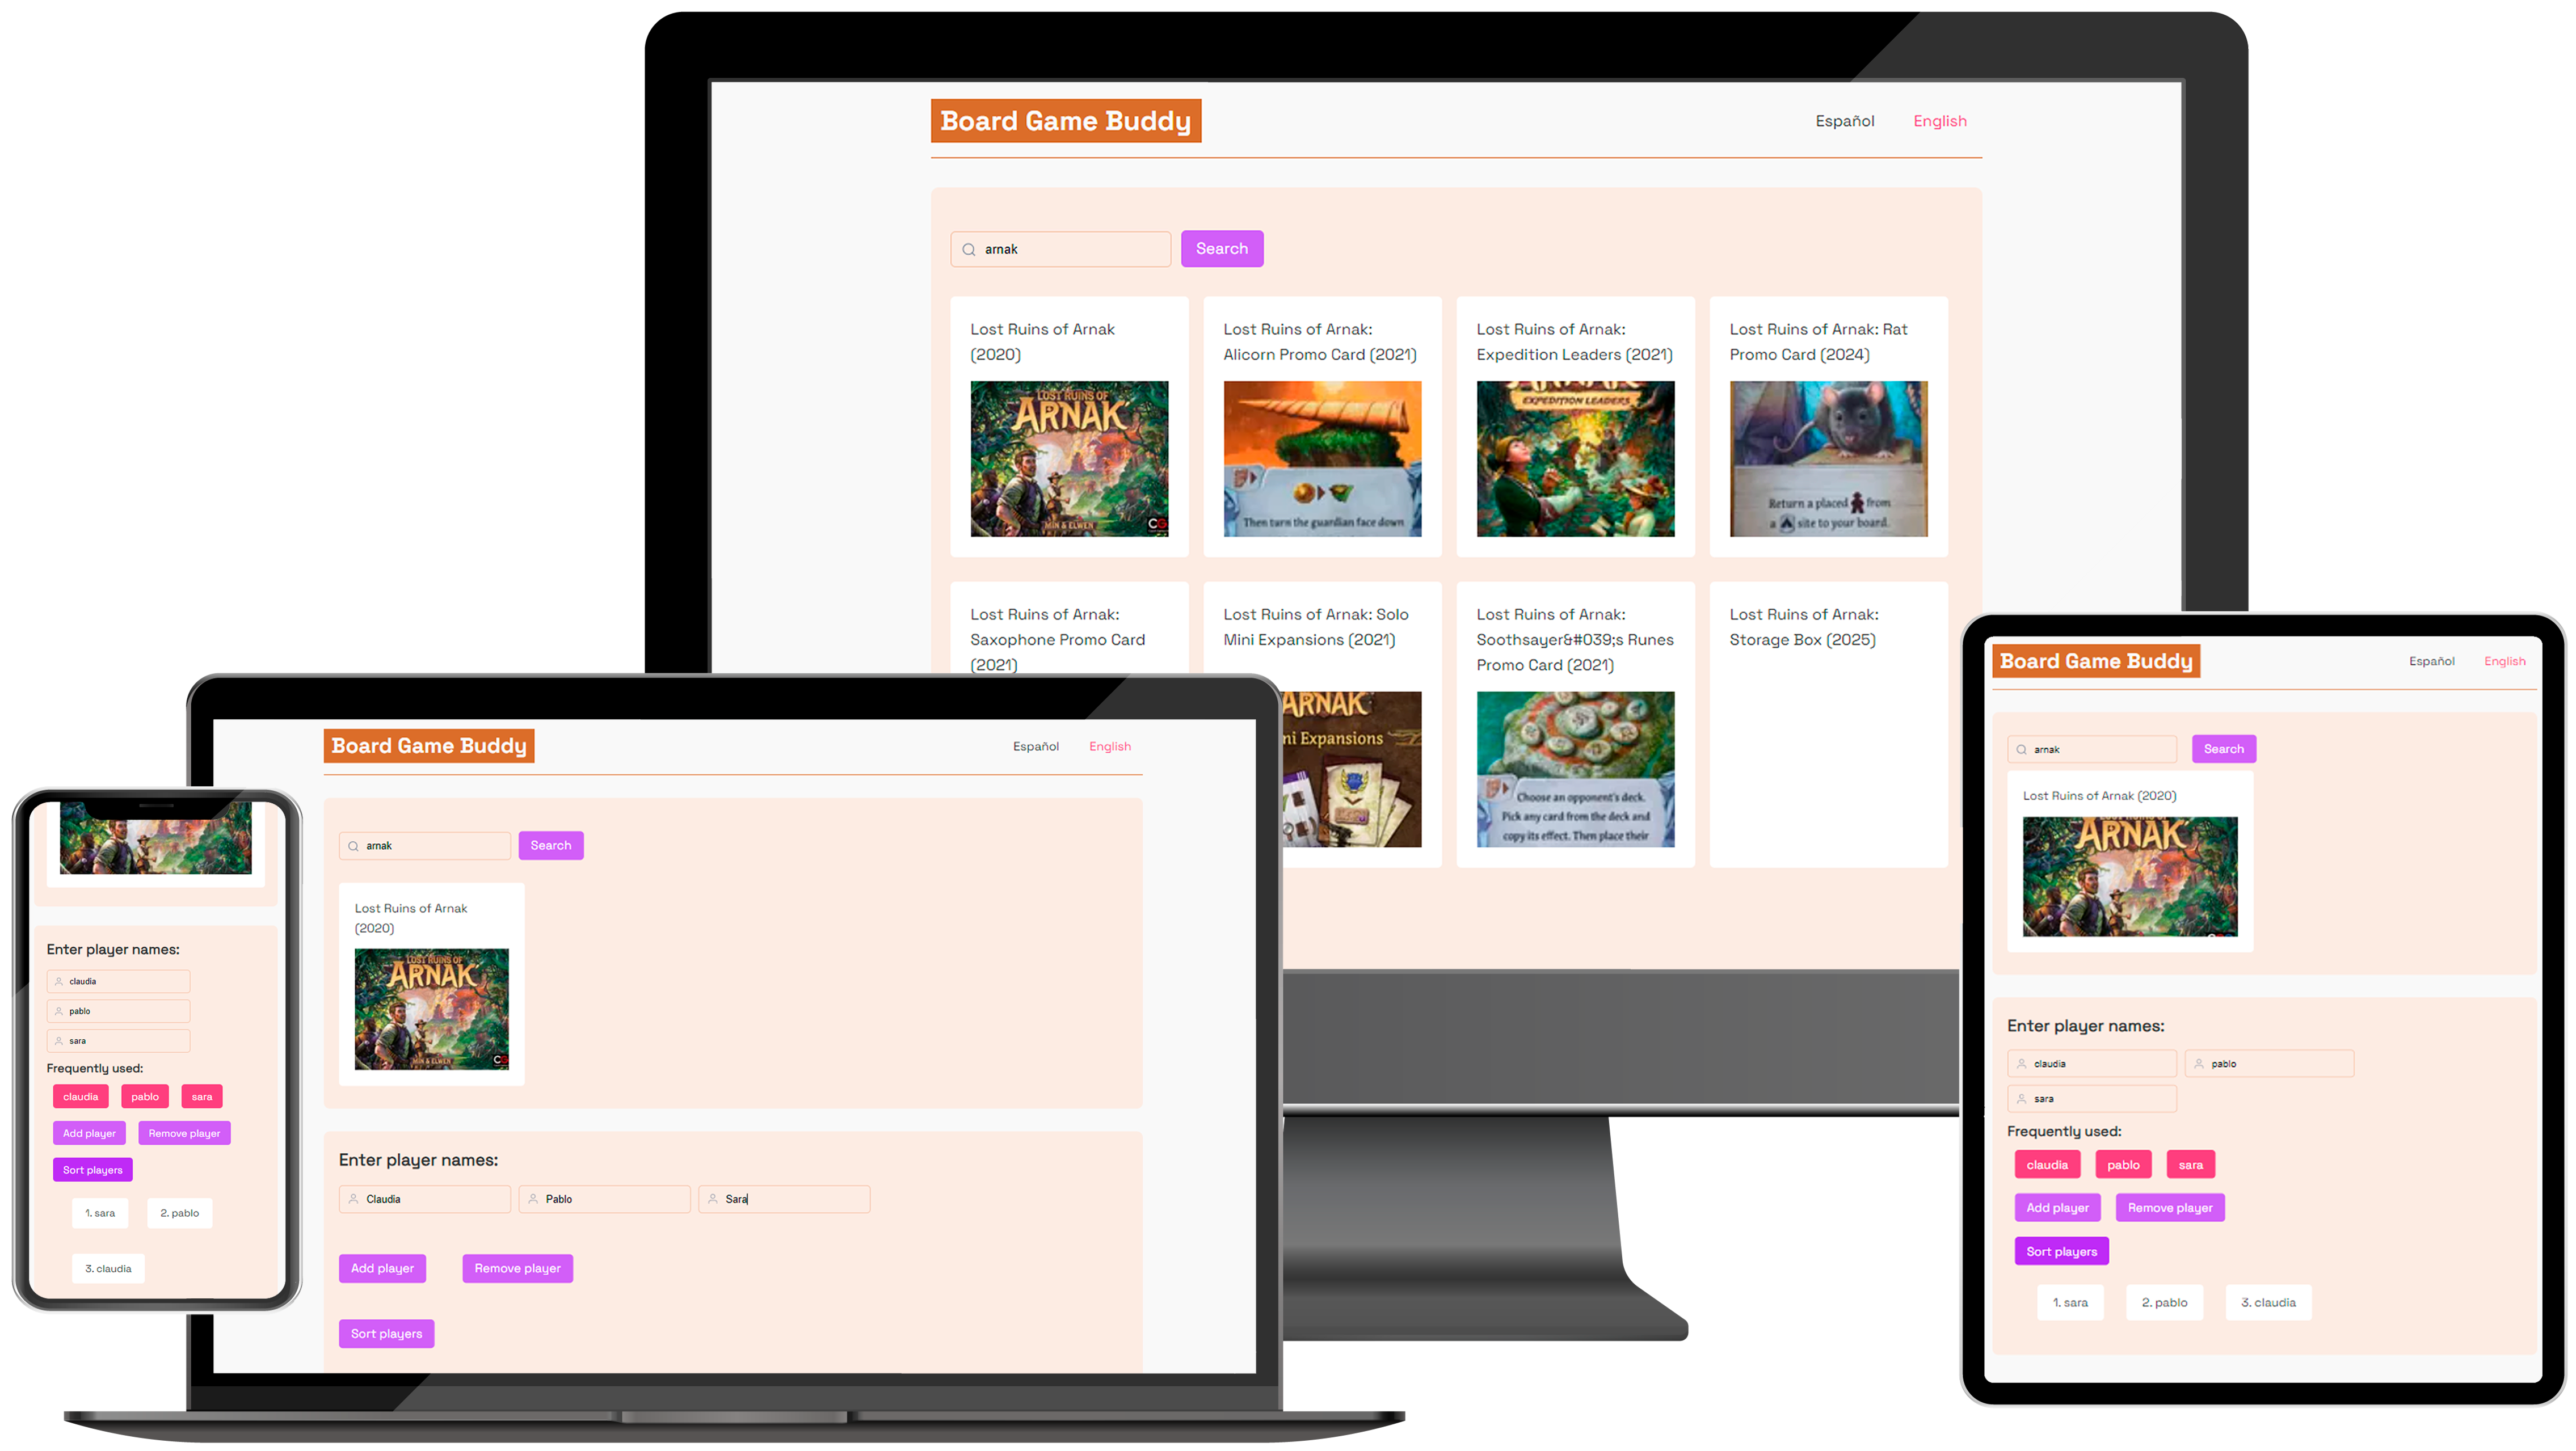 Board Game Buddy
Español English
arnak
Search
Lost Ruins of Arnak
(2020)
LOST RUINS OF
ARNAK
MIN & ELWEN
Lost Ruins of Arnak:
Alicorn Promo Card (2021)
Then turn the guardian face down
Lost Ruins of Arnak:
Expedition Leaders (2021)
ARNAK
EXPEDITION LEADERS
Lost Ruins of Arnak: Rat
Promo Card (2024)
Return a placed from
a site to your board.
Lost Ruins of Arnak:
Saxophone Promo Card
(2021)
Lost Ruins of Arnak: Solo
Mini Expansions (2021)
ARNAK
ni Expansions
Lost Ruins of Arnak:
Soothsayer&#039;s Runes
Promo Card (2021)
Choose an opponent's deck.
Pick any card from the deck and
copy its effect. Then place their
Lost Ruins of Arnak:
Storage Box (2025)
Board Game Buddy
Español English
arnak
Search
Lost Ruins of Arnak
(2020)
LOST RUINS OF
ARNAK
MIN & ELWEN
Enter player names:
Claudia Pablo Sara
Add player Remove player
Sort players
Enter player names:
claudia
pablo
sara
Frequently used:
claudia pablo sara
Add player Remove player
Sort players
1. sara 2. pablo
3. claudia
Board Game Buddy
Español English
arnak
Search
Lost Ruins of Arnak (2020)
ARNAK
Enter player names:
claudia pablo
sara
Frequently used:
claudia pablo sara
Add player Remove player
Sort players
1. sara 2. pablo 3. claudia